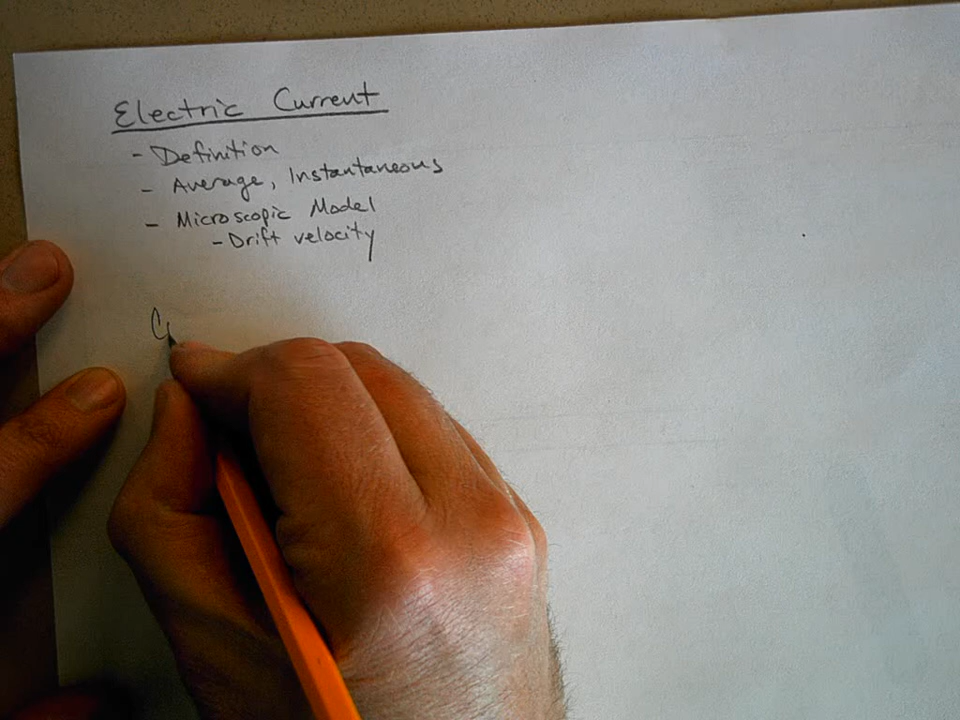 Electric Current
- Definition
- Average, Instantaneous
- Microscopic Model
- Drift velocity